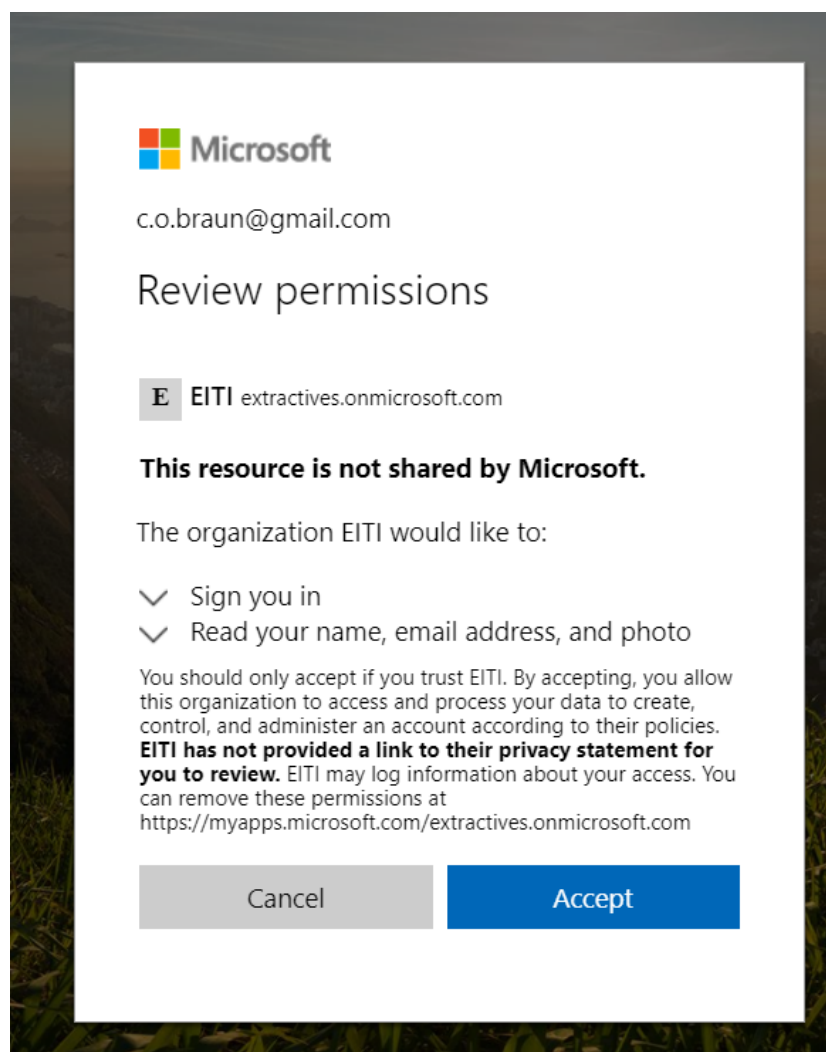 Microsoft
c.o.braun@gmail.com
Review permissions
E EITI extractives.onmicrosoft.com
This resource is not shared by Microsoft.
The organization EITI would like to:
Sign you in
Read your name, email address, and photo
You should only accept if you trust EITI. By accepting, you allow
this organization to access and process your data to create,
control, and administer an account according to their policies.
EITI has not provided a link to their privacy statement for
you to review. EITI may log information about your access. You
can remove these permissions at
https://myapps.microsoft.com/extractives.onmicrosoft.com
Cancel Accept